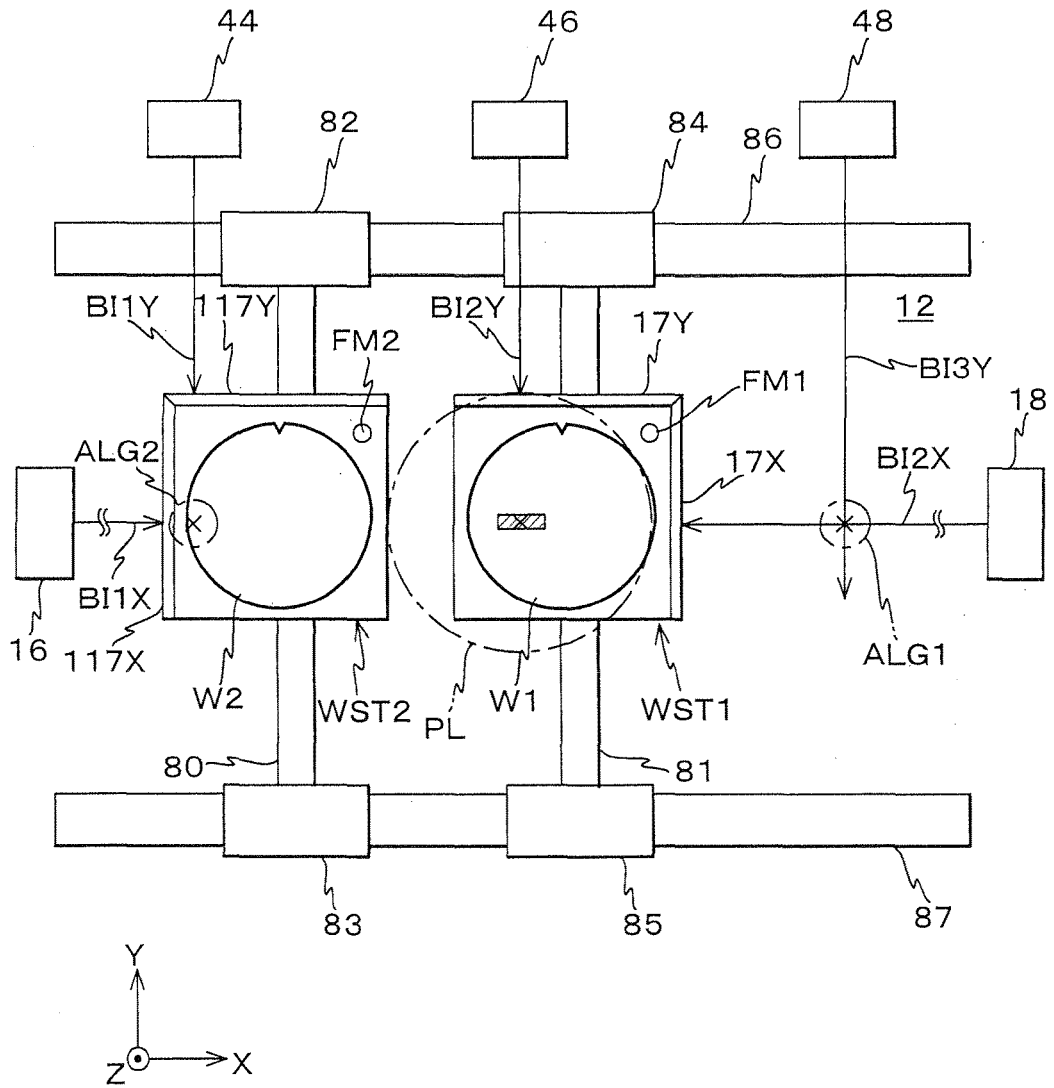 44
46
48
82
84
86
BI1Y
117Y
BI2Y
17Y
12
FM2
FM1
BI3Y
18
ALG2
17X
BI2X
BI1X
16
117X
W2
WST2
PL
W1
WST1
ALG1
80
81
83
85
87
Y
Z
X